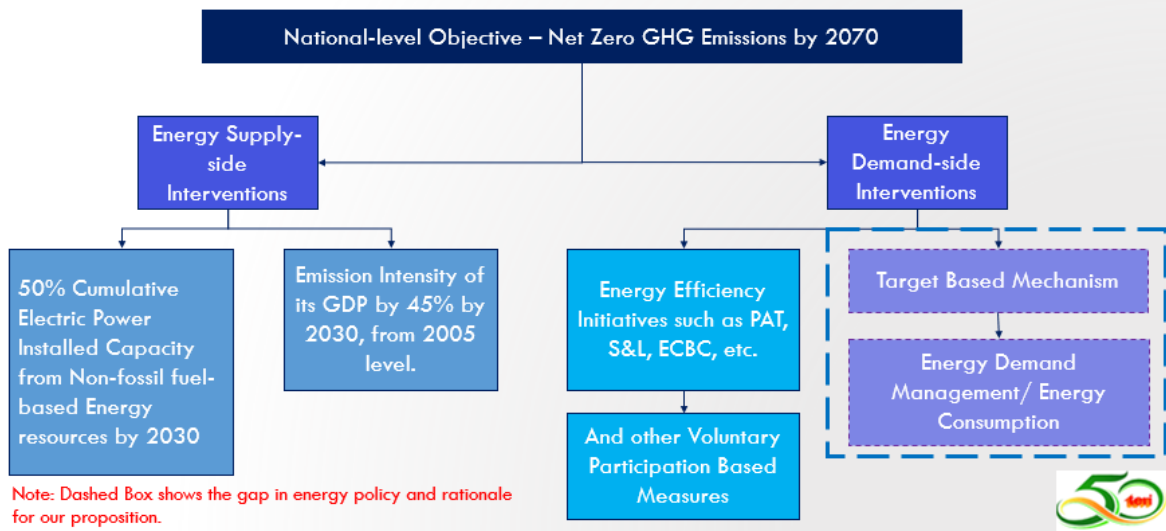 National-level Objective – Net Zero GHG Emissions by 2070
Energy Supply-
side
Interventions
Energy
Demand-side
Interventions
50% Cumulative
Electric Power
Installed Capacity
from Non-fossil fuel-
based Energy
resources by 2030
Emission Intensity of
its GDP by 45% by
2030, from 2005
level.
Energy Efficiency
Initiatives such as PAT,
S&L, ECBC, etc.
And other Voluntary
Participation Based
Measures
Target Based Mechanism
Energy Demand
Management/ Energy
Consumption
Note: Dashed Box shows the gap in energy policy and rationale
for our proposition.
50
teri